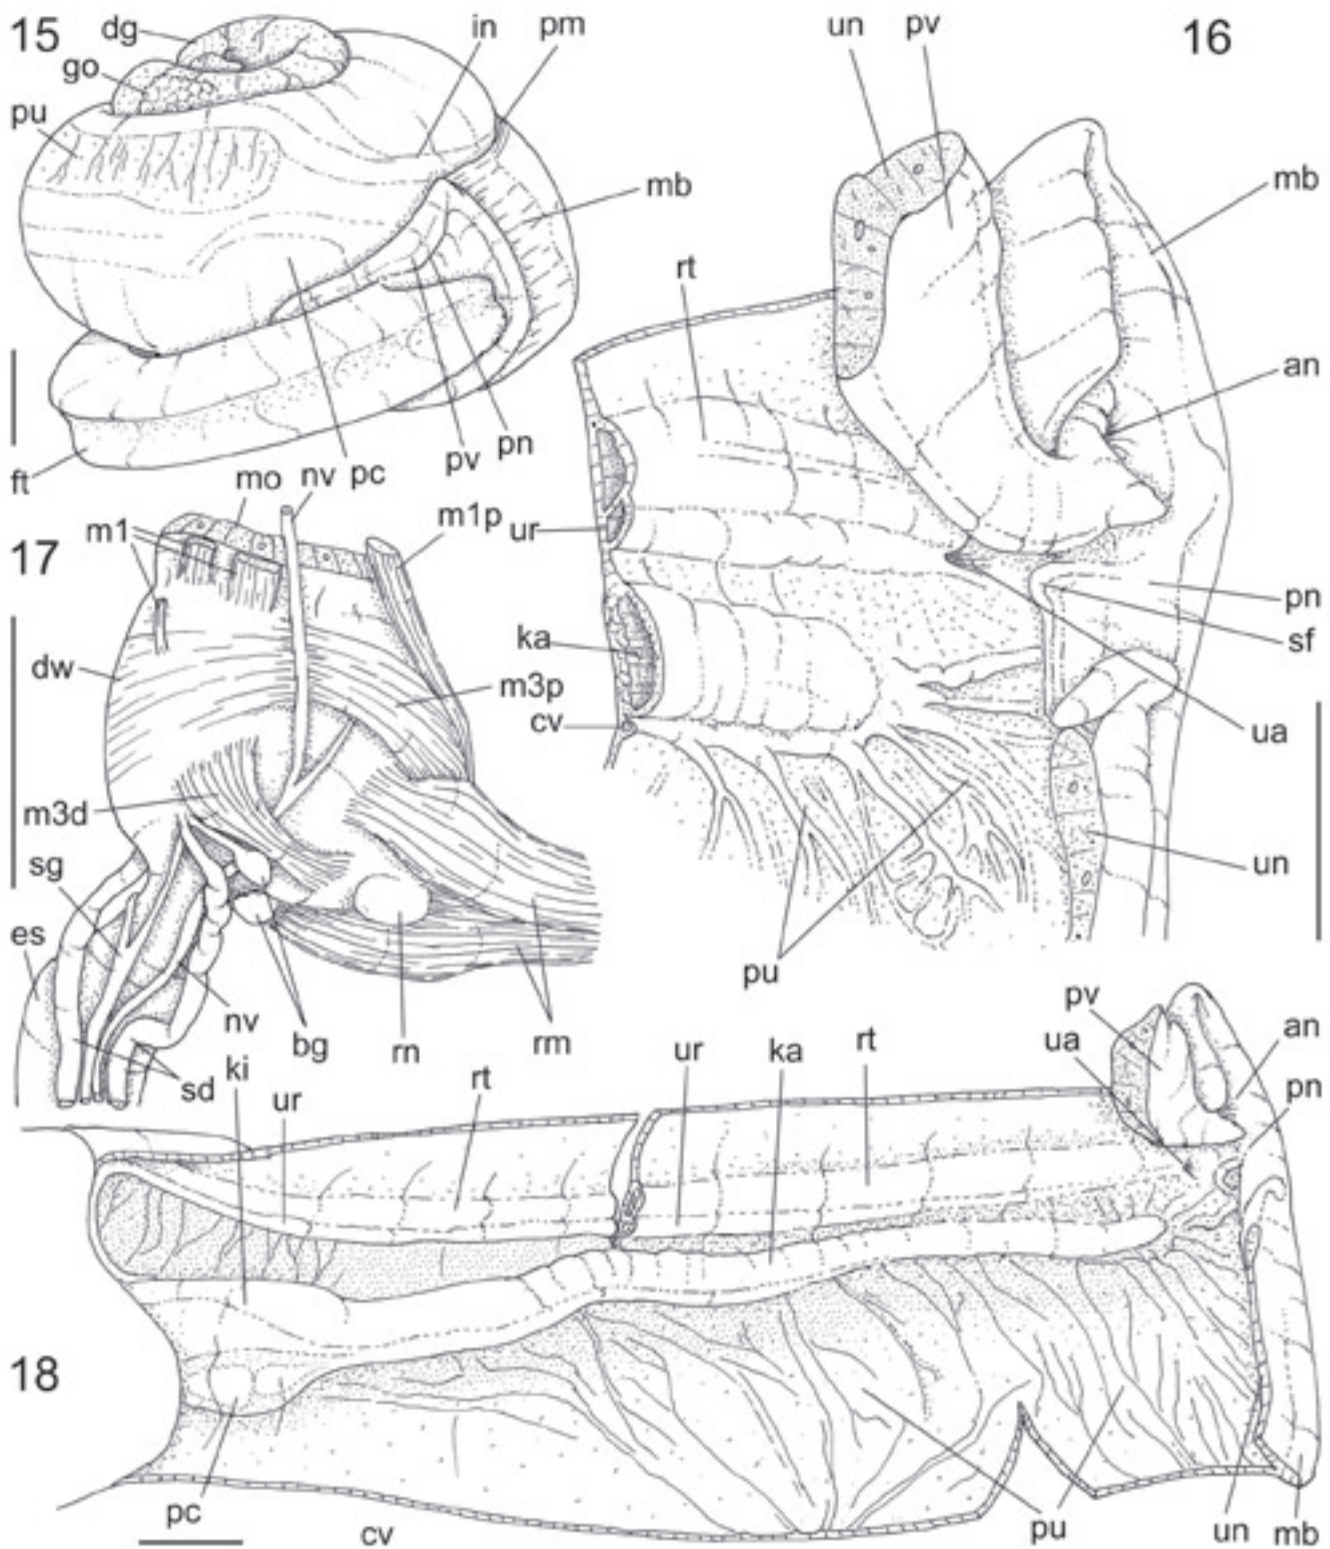 15
dg
go
pu
in
pm
mb
ft
pc
pv
pn
16
un
pv
mb
rt
an
ur
ka
cv
pn
sf
ua
un
pu
17
mo
nv
m1
m1p
dw
m3p
m3d
sg
es
nv
bg
rn
rm
sd
18
ki
ur
rt
ur
ka
rt
ua
pv
an
pn
pc
cv
pu
un
mb